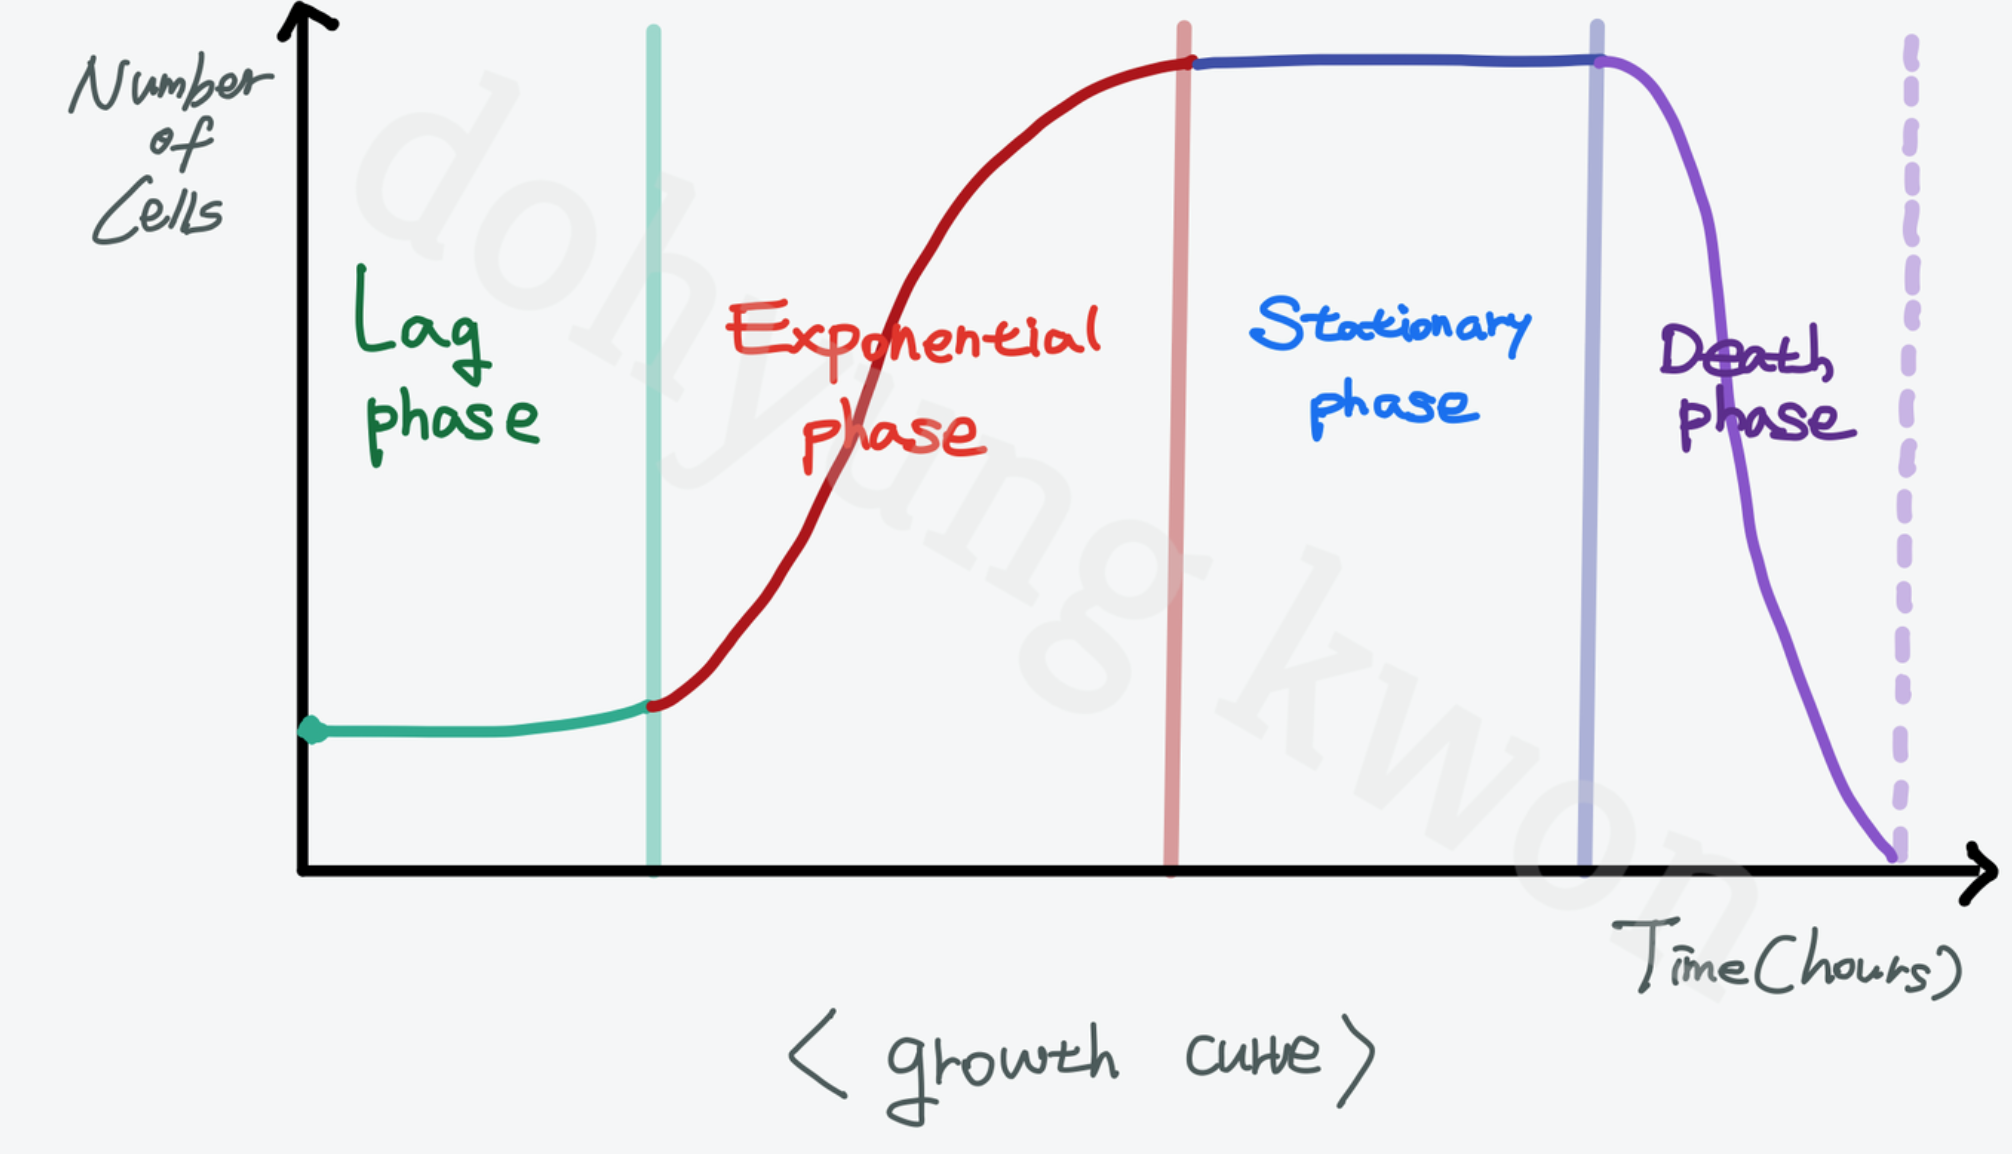 Number
of
Cells
Lag
phase
Exponential
phase
Stationary
phase
Death
phase
Time(hours)
< growth curve >
dohyung kwon